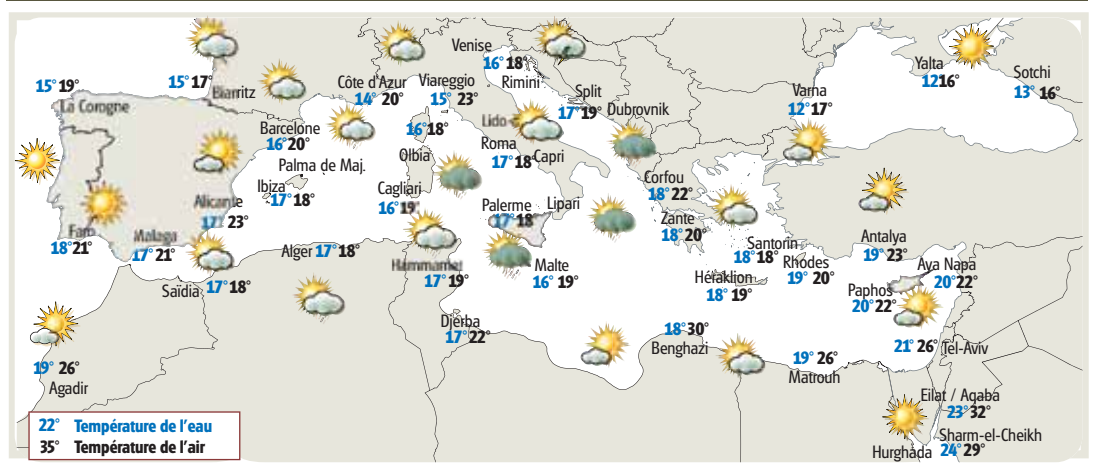 Venise
16° 18°
Rimini
Yalta
12°16°
Sotchi
13° 16°
15° 19°
La Corogne
15° 17°
Biarritz
Côte d'Azur
14° 20°
Viareggio
15° 23°
Split
17° 19°
Dubrovnik
Varna
12° 17°
Barcelone
16° 20°
Palma de Maj.
16° 18°
Olbia
Lido
Roma
17° 18°
Capri
Ibiza
17° 18°
Alicante
17° 23°
Cagliari
16° 19°
Palerme
17° 18°
Lipari
Corfou
18° 22°
Zante
18° 20°
Faro
18° 21°
Malaga
17° 21°
Alger 17° 18°
Saïdia 17° 18°
Hammamet
17° 19°
Malte
16° 19°
Santorin
18° 18°
Héraklion
18° 19°
Rhodes
19° 20°
Antalya
19° 23°
Aya Napa
20° 22°
Paphos
20° 22°
Djerba
17° 22°
18° 30°
Benghazi
19° 26°
Matrouh
21° 26°
Tel-Aviv
19° 26°
Agadir
Eilat / Aqaba
23° 32°
Sharm-el-Cheikh
Hurghada 24° 29°
22° Température de l'eau
35° Température de l'air